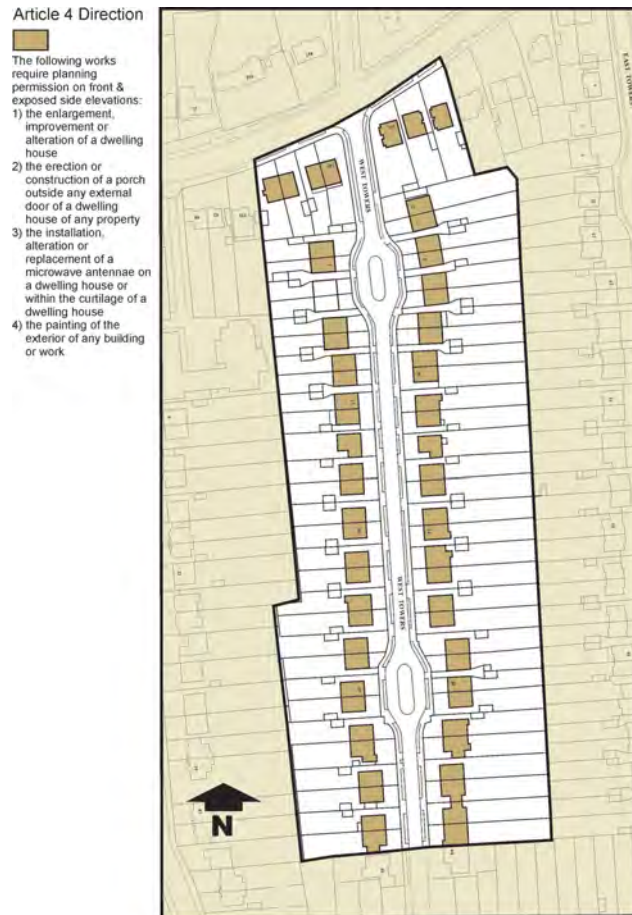 Article 4 Direction
The following works
require planning
permission on front &
exposed side elevations:
1) the enlargement,
improvement or
alteration of a dwelling
house
2) the erection or
construction of a porch
outside any external
door of a dwelling
house of any property
3) the installation,
alteration or
replacement of a
microwave antennae on
a dwelling house or
within the curtilage of a
dwelling house
4) the painting of the
exterior of any building
or work
EAST TOWERS
WEST TOWERS
WEST TOWERS
N